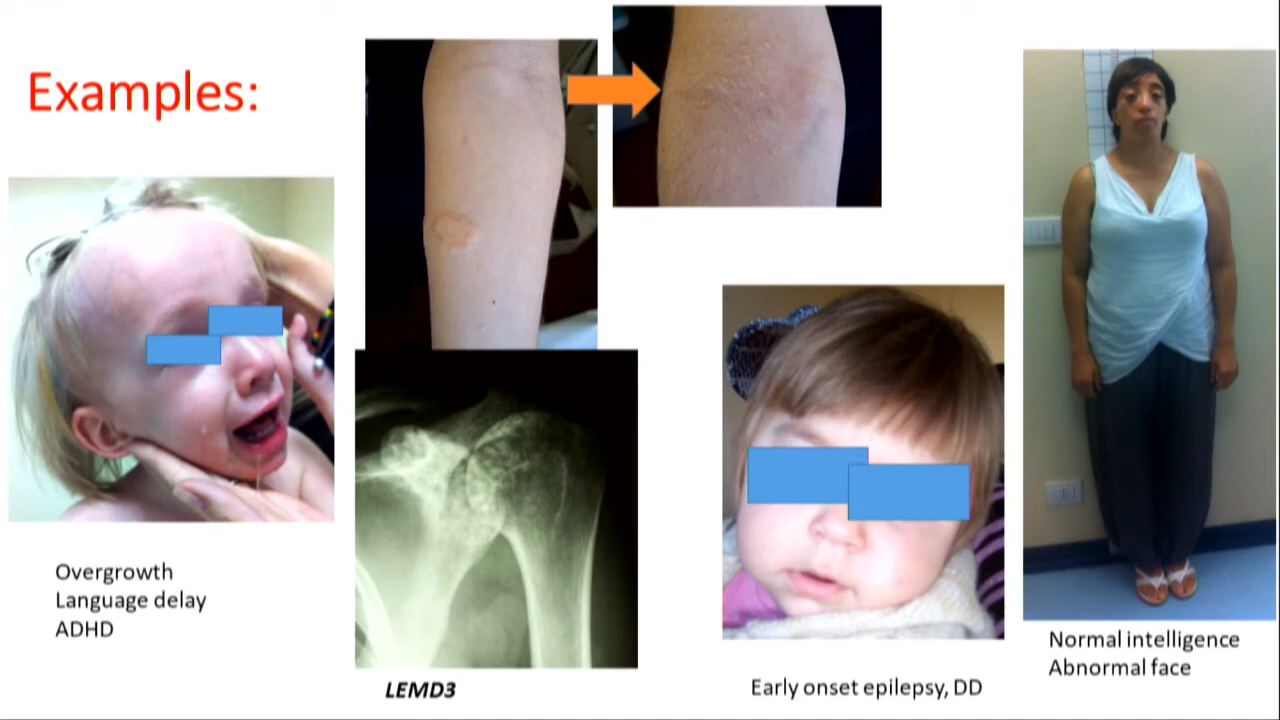 Examples:
Overgrowth
Language delay
ADHD
LEMD3
Early onset epilepsy, DD
Normal intelligence
Abnormal face